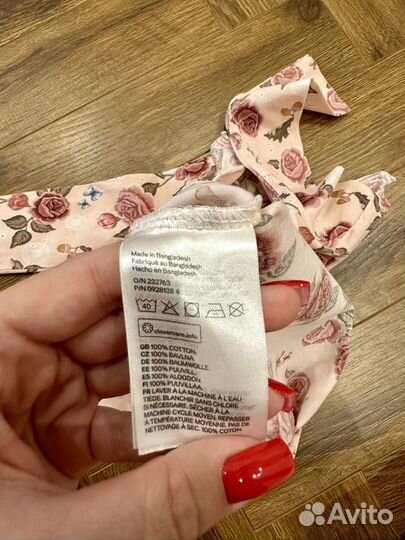 Made in Bangladesh
Fabriqué au Bangladesh
Hecho en Bangladesh
O/N 232763
P/N 0928138 4
40
clevercare.info
GB 100% COTTON.
CZ 100% BAVLNA
DE 100% BAUMWOLLE
EE 100% PUUVILL
ES 100% ALGODÓN.
FI 100% PUUVILLAA.
FR LAVER À LA MACHINE À L'EAU
TIÈDE. BLANCHIR SANS CHLORE
SI NÉCESSAIRE. SÉCHER À LA
MACHINE CYCLE MOYEN. REPASSER
À TEMPÉRATURE MOYENNE. PAS DE
NETTOYAGE À SEC. 100% COTON
Avito